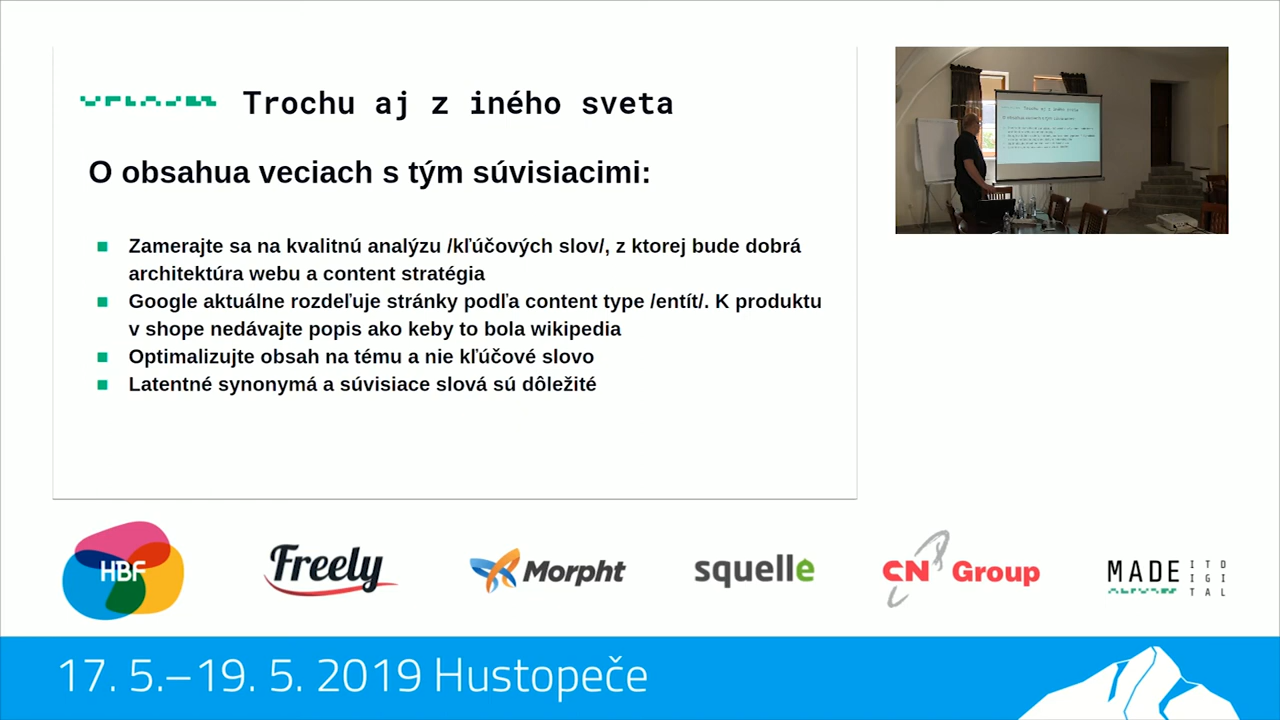 Trochu aj z iného sveta
O obsahua veciach s tým súvisiacimi:
Zamerajte sa na kvalitnú analýzu /kľúčových slov/, z ktorej bude dobrá
architektúra webu a content stratégia
Google aktuálne rozdeľuje stránky podľa content type /entít/. K produktu
v shope nedávajte popis ako keby to bola wikipedia
Optimalizujte obsah na tému a nie kľúčové slovo
Latentné synonymá a súvisiace slová sú dôležité
HBF
Freely
Morpht
squelle
CN Group
MADE ITD
IGI
TAL
17. 5.–19. 5. 2019 Hustopeče